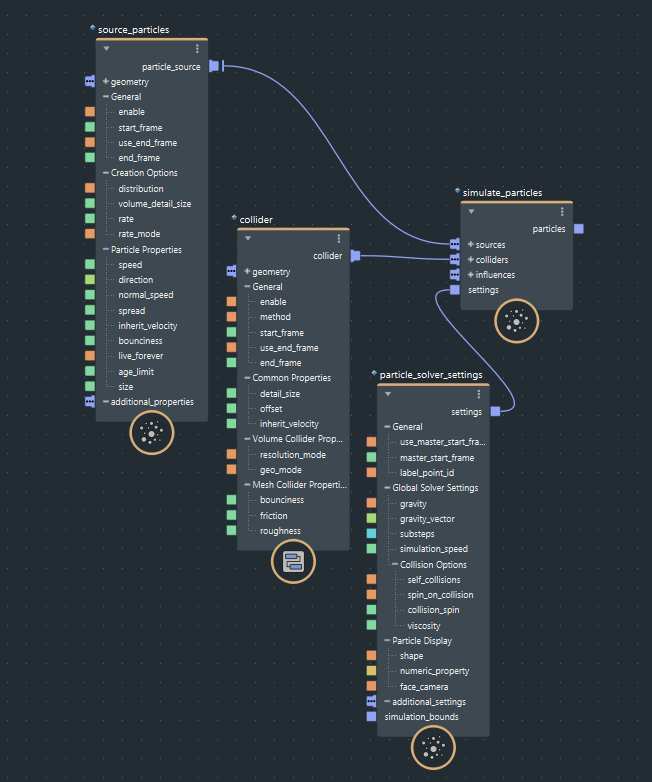 source_particles
particle_source
geometry
General
enable
start_frame
use_end_frame
end_frame
Creation Options
distribution
volume_detail_size
rate
rate_mode
Particle Properties
speed
direction
normal_speed
spread
inherit_velocity
bounciness
live_forever
age_limit
size
additional_properties
collider
collider
geometry
General
enable
method
start_frame
use_end_frame
end_frame
Common Properties
detail_size
offset
inherit_velocity
Volume Collider Prop...
resolution_mode
geo_mode
Mesh Collider Properti...
bounciness
friction
roughness
simulate_particles
particles
sources
colliders
influences
settings
particle_solver_settings
settings
General
use_master_start_fra...
master_start_frame
label_point_id
Global Solver Settings
gravity
gravity_vector
substeps
simulation_speed
Collision Options
self_collisions
spin_on_collision
collision_spin
viscosity
Particle Display
shape
numeric_property
face_camera
additional_settings
simulation_bounds